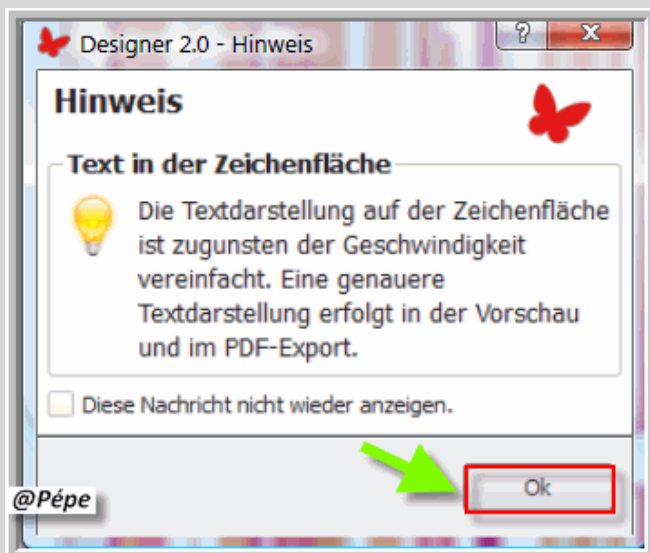 Designer 2.0 - Hinweis
? X
Hinweis
Text in der Zeichenfläche
Die Textdarstellung auf der Zeichenfläche
ist zugunsten der Geschwindigkeit
vereinfacht. Eine genauere
Textdarstellung erfolgt in der Vorschau
und im PDF-Export.
Diese Nachricht nicht wieder anzeigen.
Ok
@Pépe